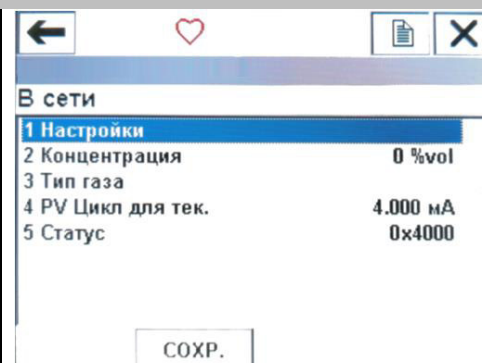 В сети
1 Настройки
2 Концентрация 0 %vol
3 Тип газа
4 PV Цикл для тек. 4.000 мА
5 Статус 0x4000
СОХР.